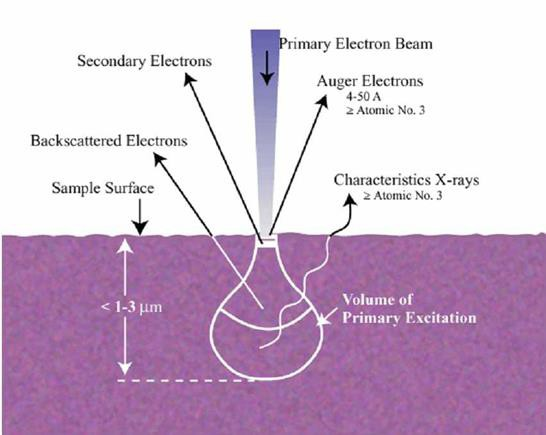 Primary Electron Beam
Secondary Electrons
Auger Electrons
4-50 A
≥ Atomic No. 3
Backscattered Electrons
Characteristics X-rays
≥ Atomic No. 3
Sample Surface
< 1-3 μm
Volume of
Primary Excitation